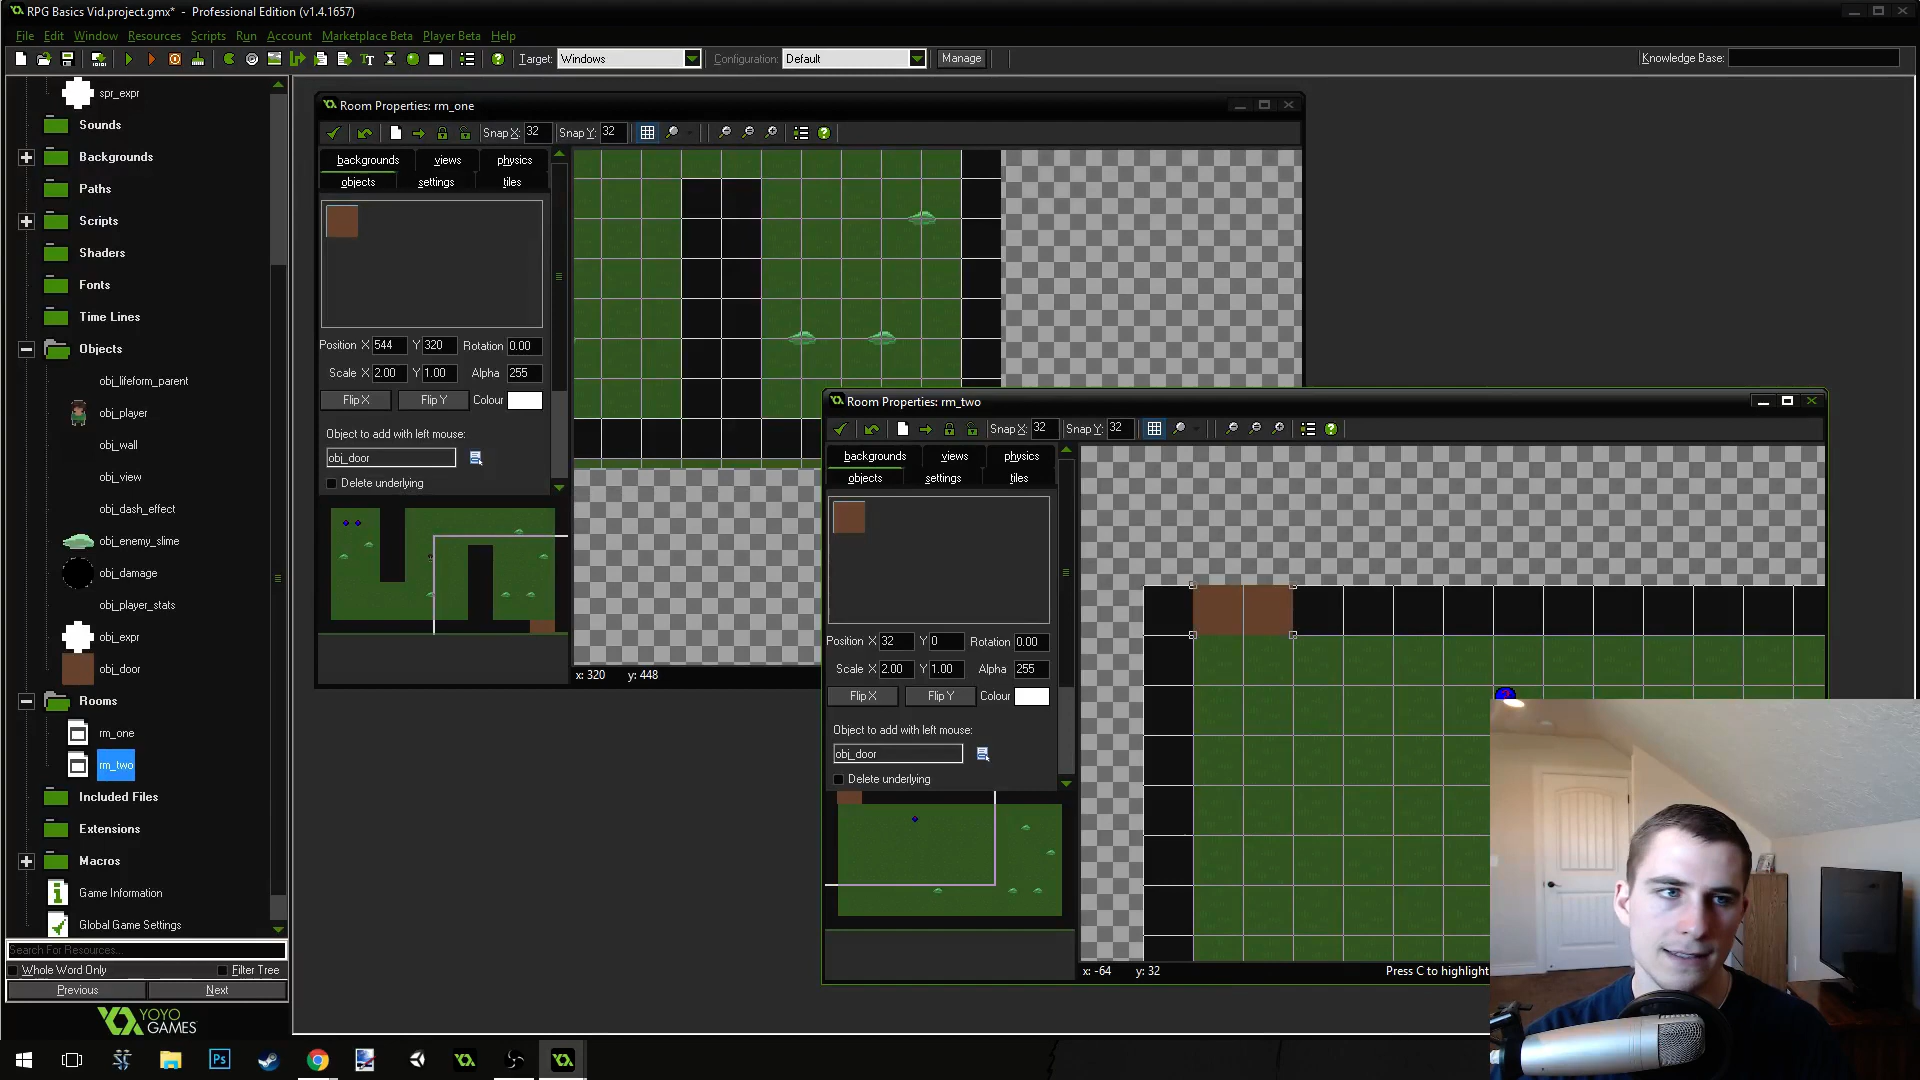 RPG Basics Vid.project.gmx* - Professional Edition (v1.4.1657)
File Edit Window Resources Scripts Run Account Marketplace Beta Player Beta Help
Target: Windows Configuration: Default Manage Knowledge Base:
spr_expr
Sounds
Backgrounds
Paths
Scripts
Shaders
Fonts
Time Lines
Objects
obj_lifeform_parent
obj_player
obj_wall
obj_view
obj_dash_effect
obj_enemy_slime
obj_damage
obj_player_stats
obj_expr
obj_door
Rooms
rm_one
rm_two
Included Files
Extensions
Macros
Game Information
Global Game Settings
Search For Resources...
Whole Word Only Filter Tree
Previous Next
YOYO
GAMES
Room Properties: rm_one
Snap X: 32 Snap Y: 32
backgrounds views physics
objects settings tiles
Position X 544 Y 320 Rotation 0.00
Scale X 2.00 Y 1.00 Alpha 255
Flip X Flip Y Colour
Object to add with left mouse:
obj_door
Delete underlying
x: 320 y: 448
Room Properties: rm_two
Snap X: 32 Snap Y: 32
backgrounds views physics
objects settings tiles
Position X 32 Y 0 Rotation 0.00
Scale X 2.00 Y 1.00 Alpha 255
Flip X Flip Y Colour
Object to add with left mouse:
obj_door
Delete underlying
x: -64 y: 32 Press C to highlight
Ps